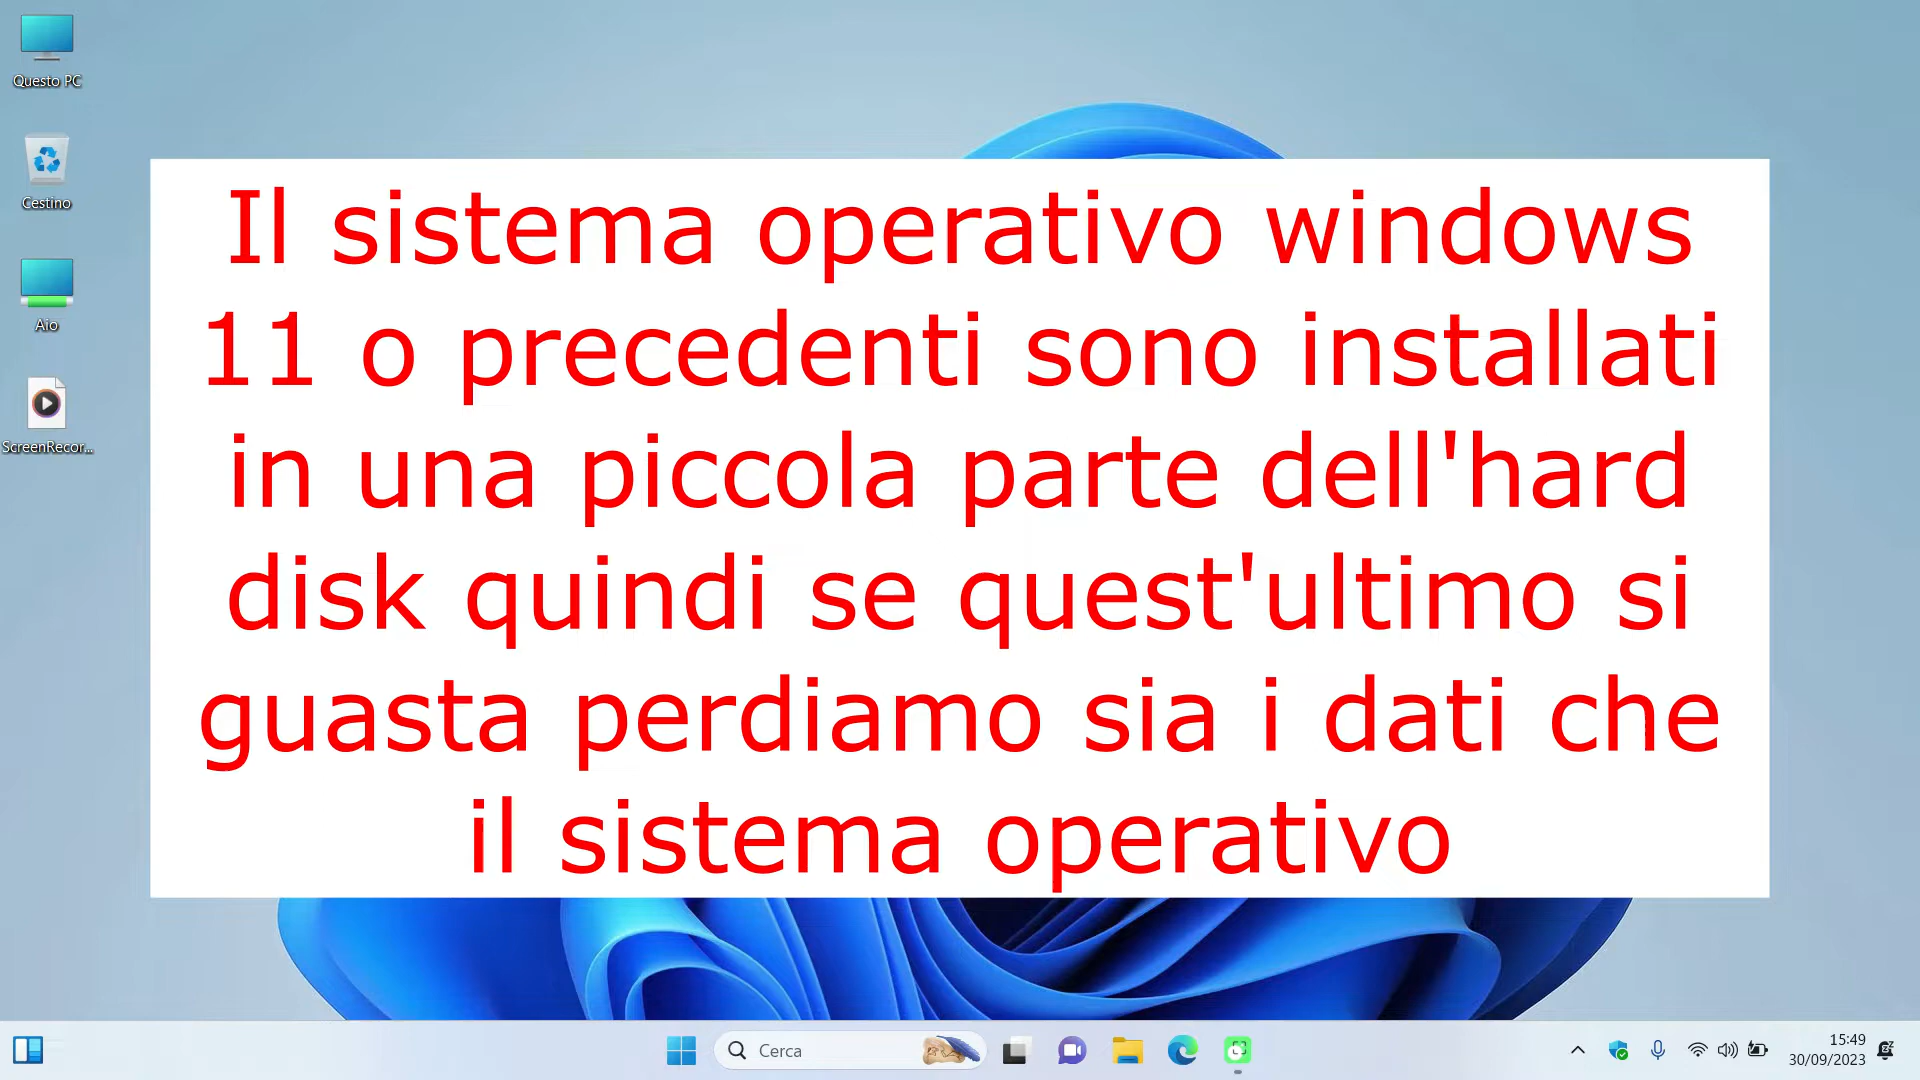 Questo PC
Cestino
Aio
ScreenRecor...
Il sistema operativo windows
11 o precedenti sono installati
in una piccola parte dell'hard
disk quindi se quest'ultimo si
guasta perdiamo sia i dati che
il sistema operativo
Cerca
15:49
30/09/2023